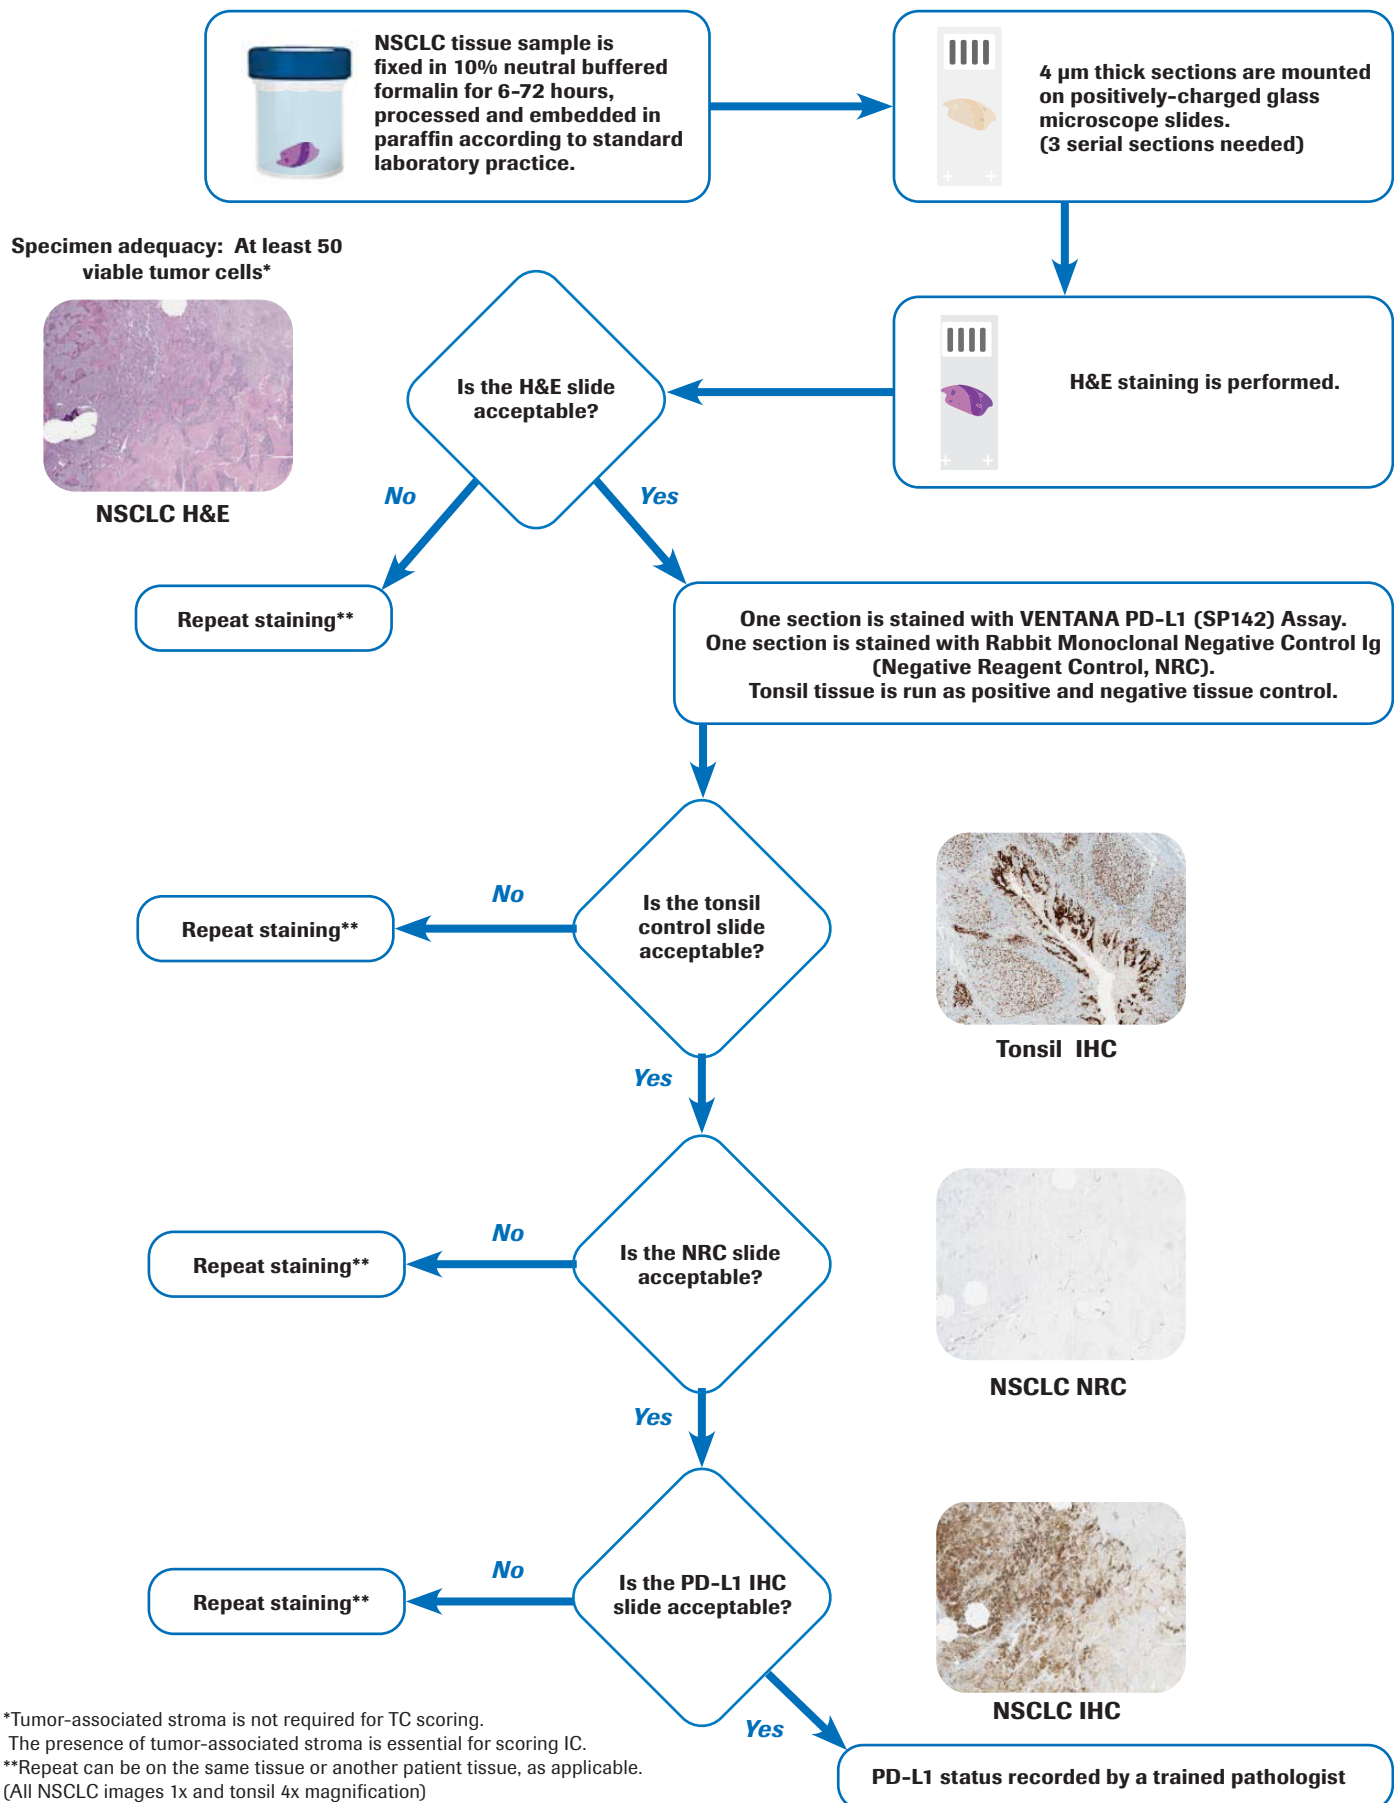 NSCLC tissue sample is
fixed in 10% neutral buffered
formalin for 6-72 hours,
processed and embedded in
paraffin according to standard
laboratory practice.
4 µm thick sections are mounted
on positively-charged glass
microscope slides.
(3 serial sections needed)
Specimen adequacy: At least 50
viable tumor cells*
NSCLC H&E
H&E staining is performed.
Is the H&E slide
acceptable?
No
Yes
Repeat staining**
One section is stained with VENTANA PD-L1 (SP142) Assay.
One section is stained with Rabbit Monoclonal Negative Control Ig
(Negative Reagent Control, NRC).
Tonsil tissue is run as positive and negative tissue control.
Is the tonsil
control slide
acceptable?
No
Repeat staining**
Yes
Tonsil IHC
Is the NRC slide
acceptable?
No
Repeat staining**
Yes
NSCLC NRC
Is the PD-L1 IHC
slide acceptable?
No
Repeat staining**
Yes
NSCLC IHC
PD-L1 status recorded by a trained pathologist
*Tumor-associated stroma is not required for TC scoring.
The presence of tumor-associated stroma is essential for scoring IC.
**Repeat can be on the same tissue or another patient tissue, as applicable.
(All NSCLC images 1x and tonsil 4x magnification)